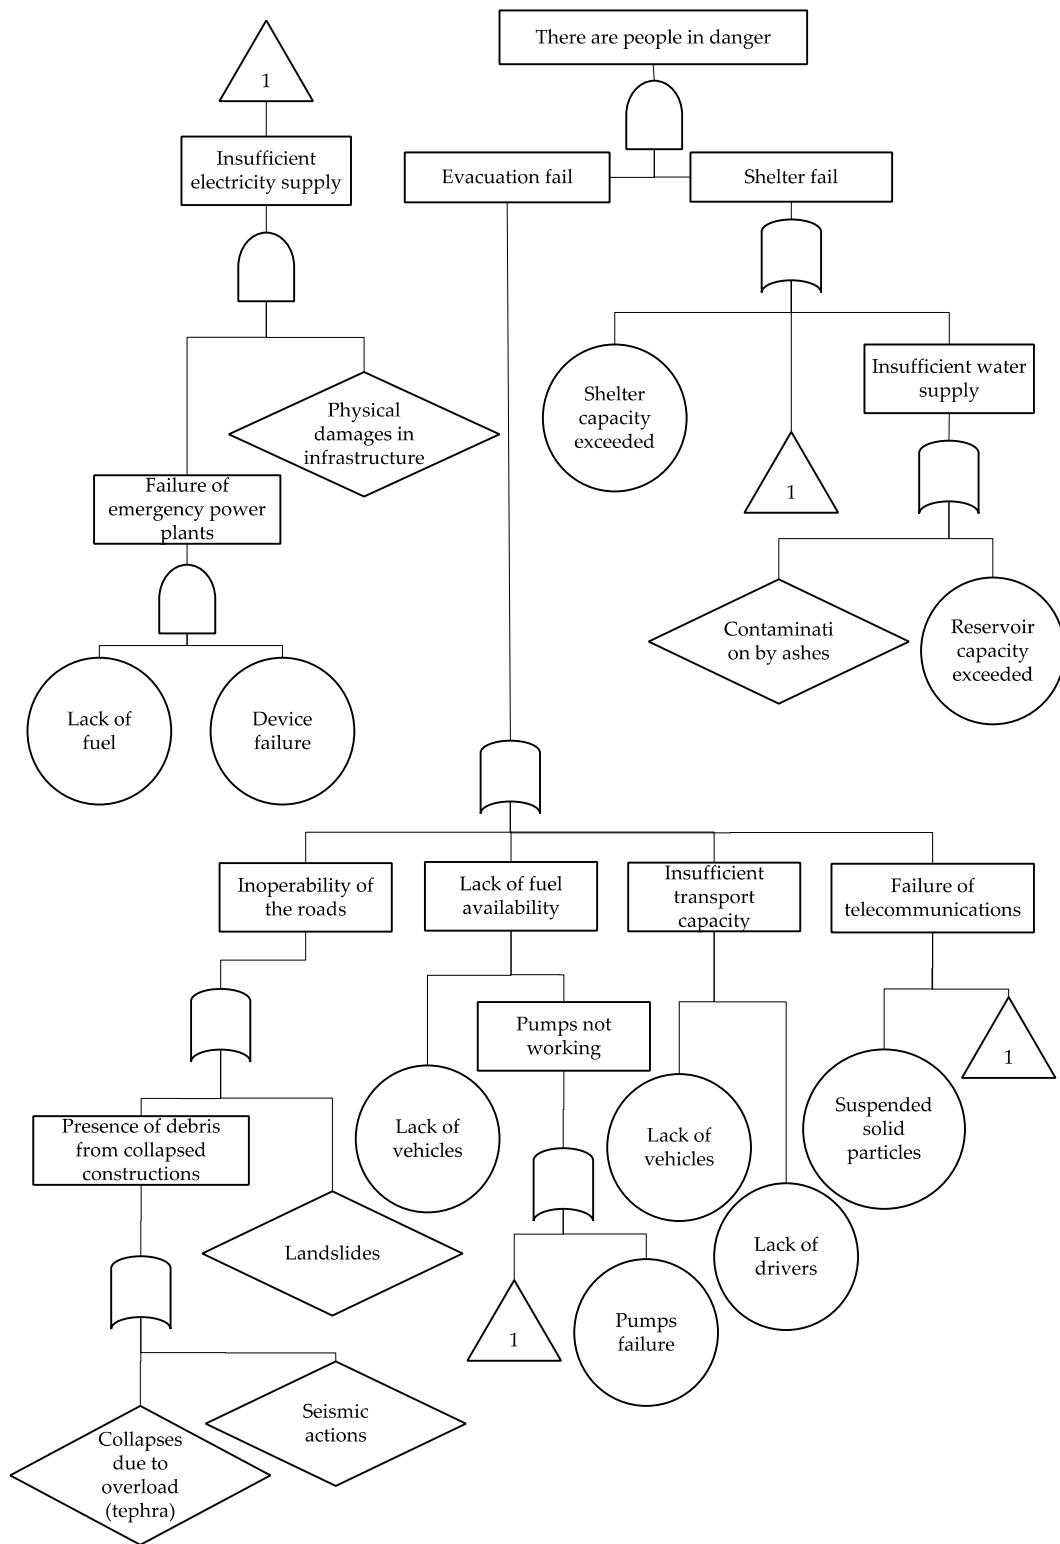 There are people in danger
1
Insufficient
electricity supply
Evacuation fail
Shelter fail
Shelter
capacity
exceeded
1
Insufficient water
supply
Physical
damages in
infrastructure
Failure of
emergency power
plants
Contaminati
on by ashes
Reservoir
capacity
exceeded
Lack of
fuel
Device
failure
Inoperability of
the roads
Lack of fuel
availability
Insufficient
transport
capacity
Failure of
telecommunications
Pumps not
working
1
Presence of debris
from collapsed
constructions
Lack of
vehicles
Lack of
vehicles
Suspended
solid
particles
Landslides
Lack of
drivers
1
Pumps
failure
Seismic
actions
Collapses
due to
overload
(tephra)